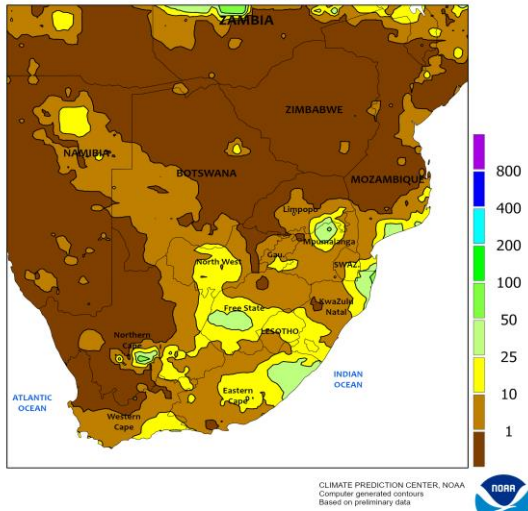 ZAMBIA
ZIMBABWE
NAMIBIA
BOTSWANA
MOZAMBIQUE
Limpopo
Mpumalanga
Gau.
North West
SWAZ.
Free State
KwaZulu
Natal
LESOTHO
Northern
Cape
Eastern
Cape
Western
Cape
ATLANTIC
OCEAN
INDIAN
OCEAN
800
400
200
100
50
25
10
1
CLIMATE PREDICTION CENTER, NOAA
Computer generated contours
Based on preliminary data
NOAA